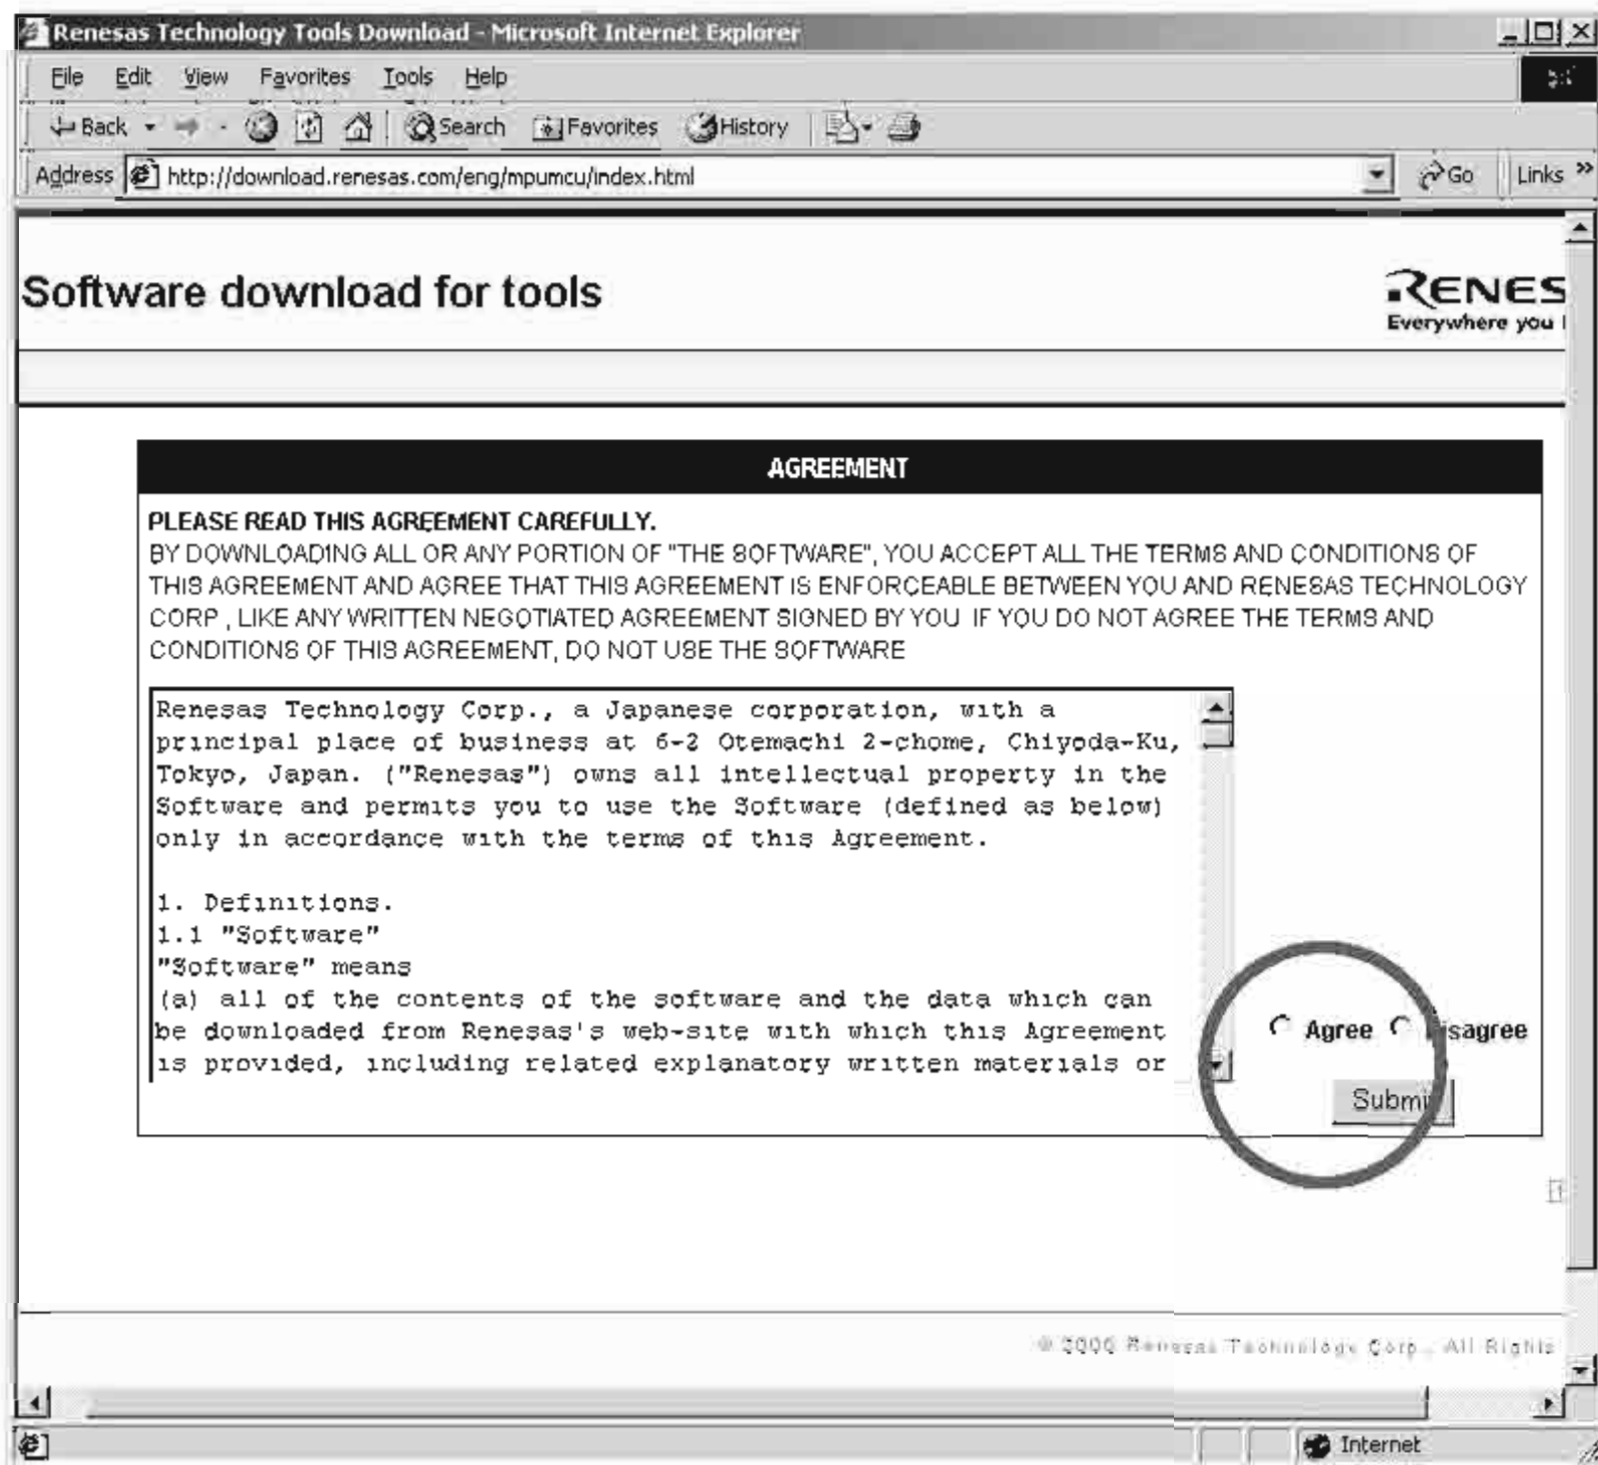 Renesas Technology Tools Download - Microsoft Internet Explorer
File Edit View Favorites Tools Help
Back Search Favorites History
Address http://download.renesas.com/eng/mpumcu/index.html Go Links »
Software download for tools
RENES
Everywhere you
AGREEMENT
PLEASE READ THIS AGREEMENT CAREFULLY.
BY DOWNLOADING ALL OR ANY PORTION OF "THE SOFTWARE", YOU ACCEPT ALL THE TERMS AND CONDITIONS OF
THIS AGREEMENT AND AGREE THAT THIS AGREEMENT IS ENFORCEABLE BETWEEN YOU AND RENESAS TECHNOLOGY
CORP , LIKE ANY WRITTEN NEGOTIATED AGREEMENT SIGNED BY YOU IF YOU DO NOT AGREE THE TERMS AND
CONDITIONS OF THIS AGREEMENT, DO NOT USE THE SOFTWARE
Renesas Technology Corp., a Japanese corporation, with a
principal place of business at 6-2 Otemachi 2-chome, Chiyoda-Ku,
Tokyo, Japan. ("Renesas") owns all intellectual property in the
Software and permits you to use the Software (defined as below)
only in accordance with the terms of this Agreement.
1. Definitions.
1.1 "Software"
"Software" means
(a) all of the contents of the software and the data which can
be downloaded from Renesas's web-site with which this Agreement
is provided, including related explanatory written materials or
Agree Disagree
Submit
Renesas Technology Corp., All Rights
Internet